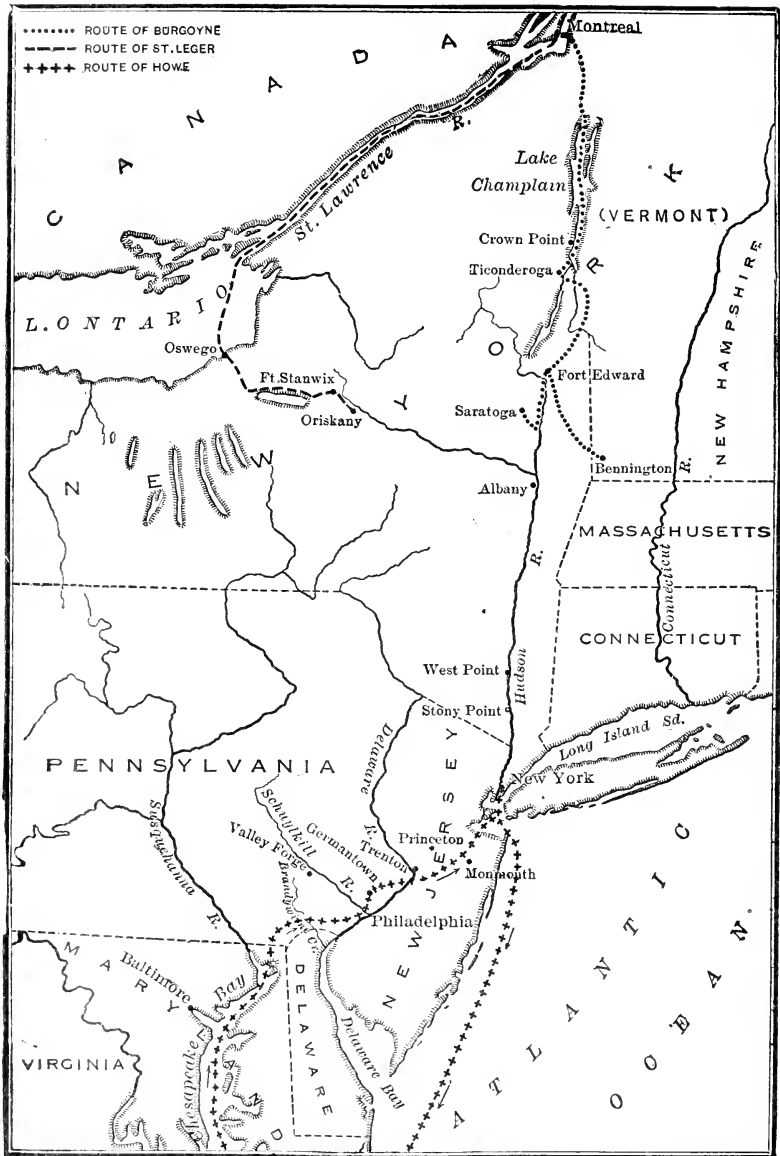 ROUTE OF BURGOYNE
ROUTE OF ST. LEGER
ROUTE OF HOWE
Montreal
CANADA
St. Lawrence R.
Lake
Champlain
(VERMONT)
Crown Point
Ticonderoga
NEW YORK
NEW HAMPSHIRE
L. ONTARIO
Oswego
Ft. Stanwix
Oriskany
Fort Edward
Saratoga
Bennington
Albany
MASSACHUSETTS
Connecticut R.
CONNECTICUT
Hudson R.
West Point
Stony Point
Long Island Sd.
New York
PENNSYLVANIA
Delaware R.
Susquehanna R.
Schuylkill R.
Valley Forge
Germantown
Trenton
Princeton
Monmouth
Brandywine Cr.
Philadelphia
NEW JERSEY
MARYLAND
Baltimore
Chesapeake Bay
DELAWARE
Delaware Bay
VIRGINIA
ATLANTIC
OCEAN